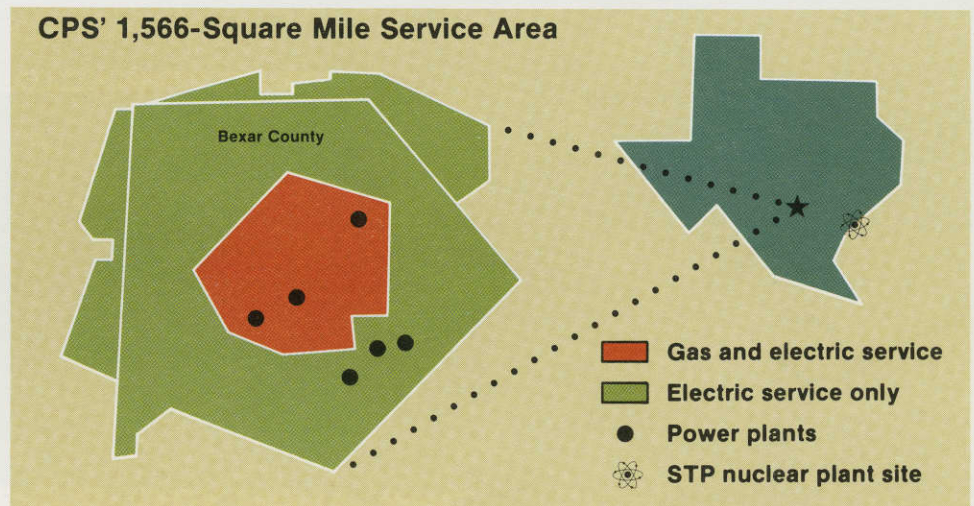 CPS' 1,566-Square Mile Service Area
Bexar County
Gas and electric service
Electric service only
Power plants
STP nuclear plant site